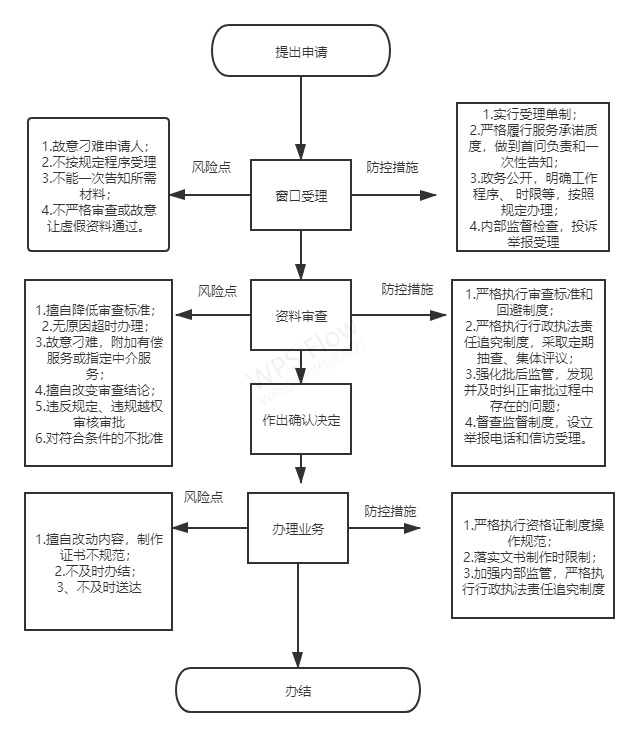 提出申请
1.故意刁难申请人；
2.不按规定程序受理
3.不能一次告知所需
材料；
4.不严格审查或故意
让虚假资料通过。
风险点
窗口受理
防控措施
1.实行受理单制；
2.严格履行服务承诺质
度，做到首问负责和一
次性告知；
3.政务公开，明确工作
程序、时限等，按照
规定办理；
4.内部监督检查，投诉
举报受理
1.擅自降低审查标准；
2.无原因超时办理；
3.故意刁难，附加有偿
服务或指定中介服
务；
4.擅自改变审查结论；
5.违反规定、违规越权
审核审批
6.对符合条件的不批准
风险点
资料审查
防控措施
1.严格执行审查标准和
回避制度；
2.严格执行行政执法责
任追究制度，采取定期
抽查、集体评议；
3.强化批后监管，发现
并及时纠正审批过程中
存在的问题；
4.督查监督制度，设立
举报电话和信访受理。
WPS Flow
作出确认决定
1.擅自改动内容，制作
证书不规范；
2.不及时办结；
3、不及时送达
风险点
办理业务
防控措施
1.严格执行资格证制度操
作规范；
2.落实文书制作时限制；
3.加强内部监管，严格执
行行政执法责任追究制度
办结